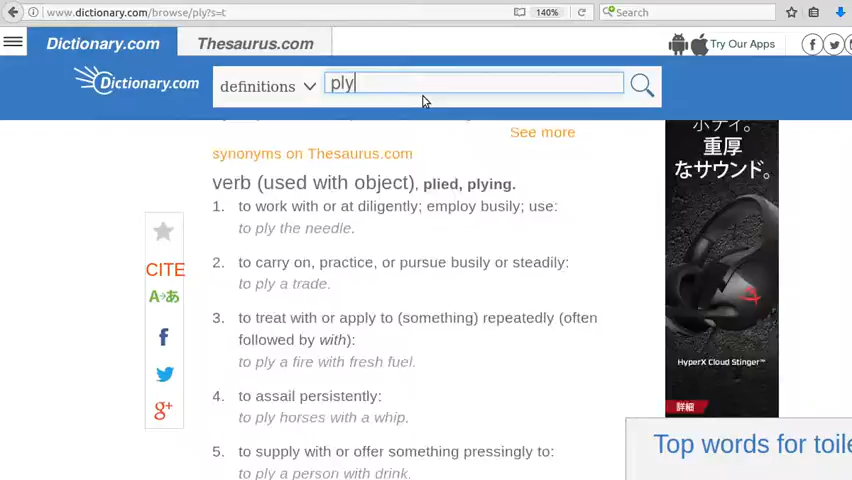 www.dictionary.com/browse/ply?s=t
140%
Search
Dictionary.com
Thesaurus.com
Try Our Apps
Dictionary.com
definitions
ply
See more
synonyms on Thesaurus.com
verb (used with object), plied, plying.
1. to work with or at diligently; employ busily; use:
to ply the needle.
2. to carry on, practice, or pursue busily or steadily:
to ply a trade.
3. to treat with or apply to (something) repeatedly (often
followed by with):
to ply a fire with fresh fuel.
4. to assail persistently:
to ply horses with a whip.
5. to supply with or offer something pressingly to:
to ply a person with drink.
CITE
A→あ
f
g+
ボディ。
重厚
なサウンド。
HyperX Cloud Stinger™
詳細
Top words for toile